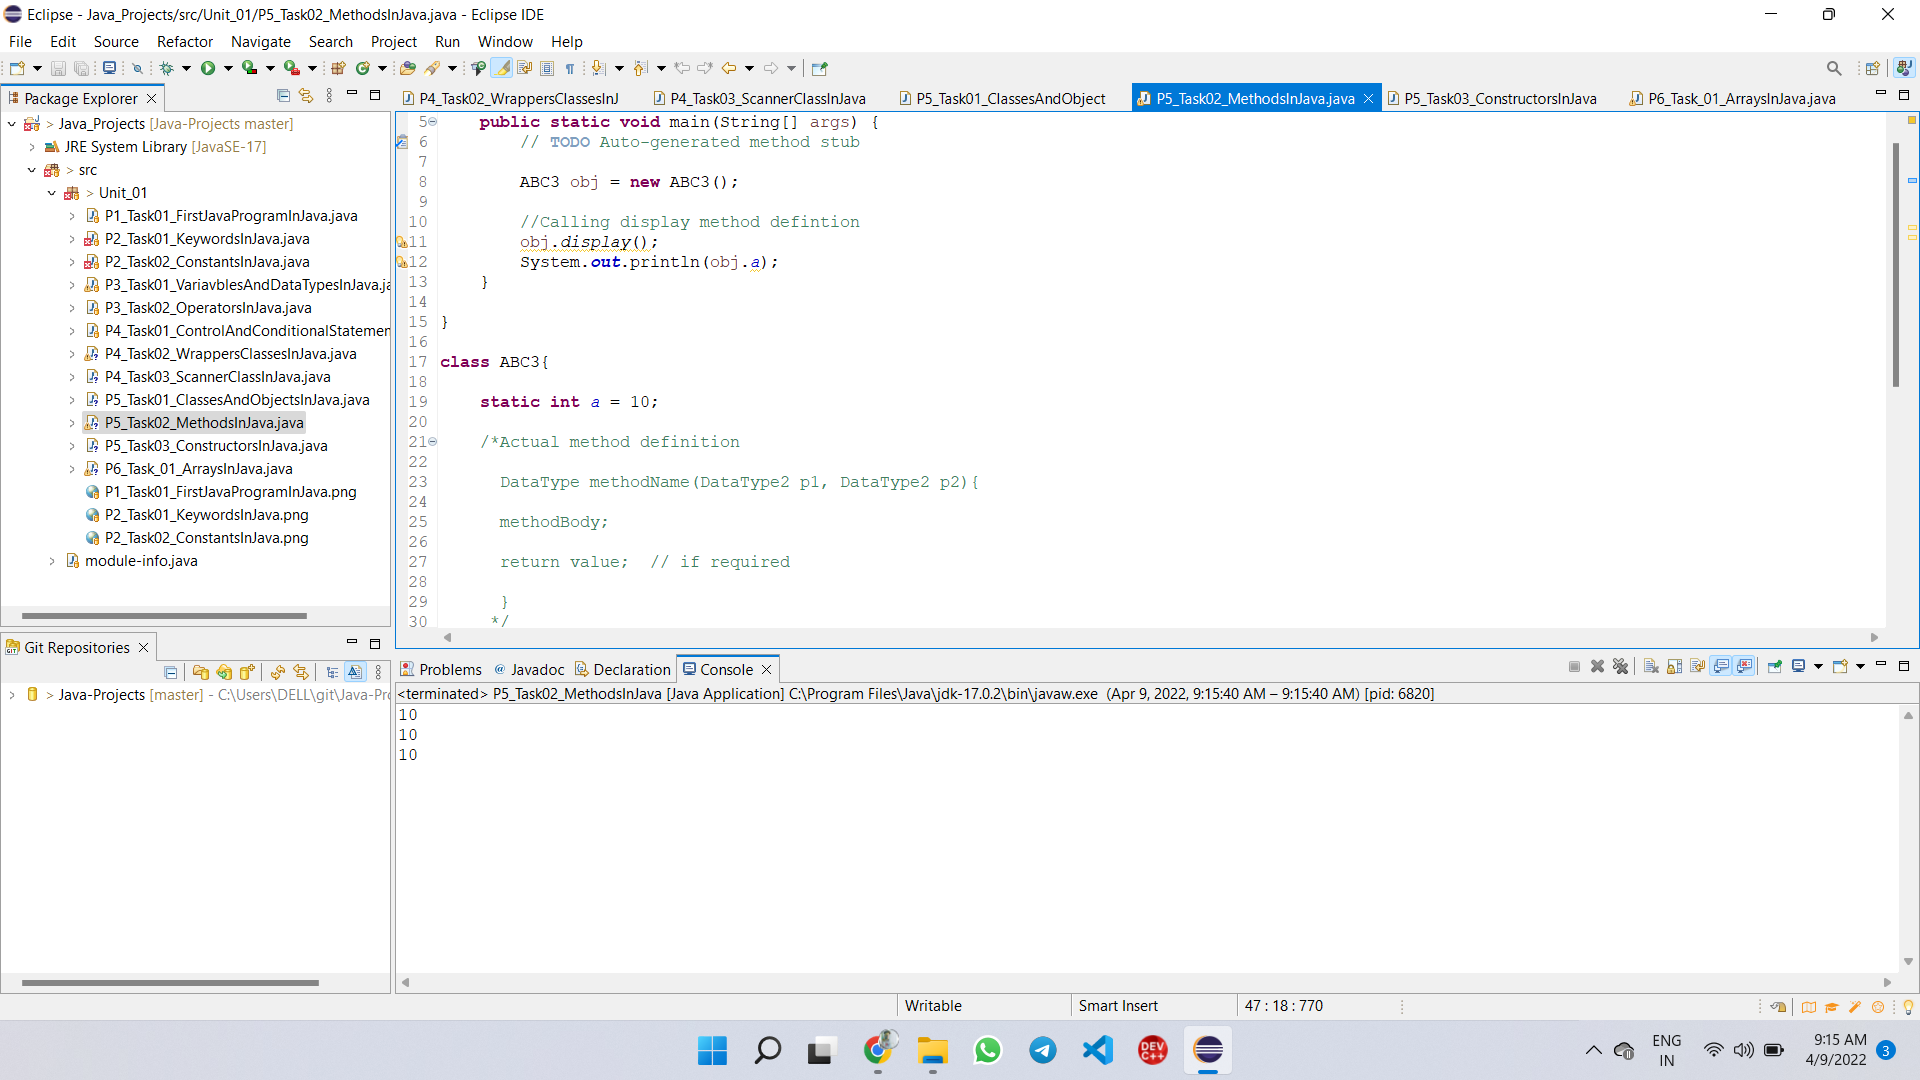 Eclipse - Java_Projects/src/Unit_01/P5_Task02_MethodsInJava.java - Eclipse IDE
File Edit Source Refactor Navigate Search Project Run Window Help
Package Explorer
P4_Task02_WrappersClassesInJ P4_Task03_ScannerClassInJava P5_Task01_ClassesAndObject P5_Task02_MethodsInJava.java P5_Task03_ConstructorsInJava P6_Task_01_ArraysInJava.java
> Java_Projects [Java-Projects master]
JRE System Library [JavaSE-17]
> src
> Unit_01
P1_Task01_FirstJavaProgramInJava.java
P2_Task01_KeywordsInJava.java
P2_Task02_ConstantsInJava.java
P3_Task01_VariavblesAndDataTypesInJava.ja
P3_Task02_OperatorsInJava.java
P4_Task01_ControlAndConditionalStatemen
P4_Task02_WrappersClassesInJava.java
P4_Task03_ScannerClassInJava.java
P5_Task01_ClassesAndObjectsInJava.java
P5_Task02_MethodsInJava.java
P5_Task03_ConstructorsInJava.java
P6_Task_01_ArraysInJava.java
P1_Task01_FirstJavaProgramInJava.png
P2_Task01_KeywordsInJava.png
P2_Task02_ConstantsInJava.png
module-info.java
5 public static void main(String[] args) {
6 // TODO Auto-generated method stub
7
8 ABC3 obj = new ABC3();
9
10 //Calling display method defintion
11 obj.display();
12 System.out.println(obj.a);
13 }
14
15 }
16
17 class ABC3{
18
19 static int a = 10;
20
21 /*Actual method definition
22
23 DataType methodName(DataType2 p1, DataType2 p2){
24
25 methodBody;
26
27 return value; // if required
28
29 }
30 */
Git Repositories
> Java-Projects [master] - C:\Users\DELL\git\Java-Pro
Problems Javadoc Declaration Console
<terminated> P5_Task02_MethodsInJava [Java Application] C:\Program Files\Java\jdk-17.0.2\bin\javaw.exe (Apr 9, 2022, 9:15:40 AM – 9:15:40 AM) [pid: 6820]
10
10
10
Writable Smart Insert 47 : 18 : 770
DEV C++
ENG
IN
9:15 AM
4/9/2022
3